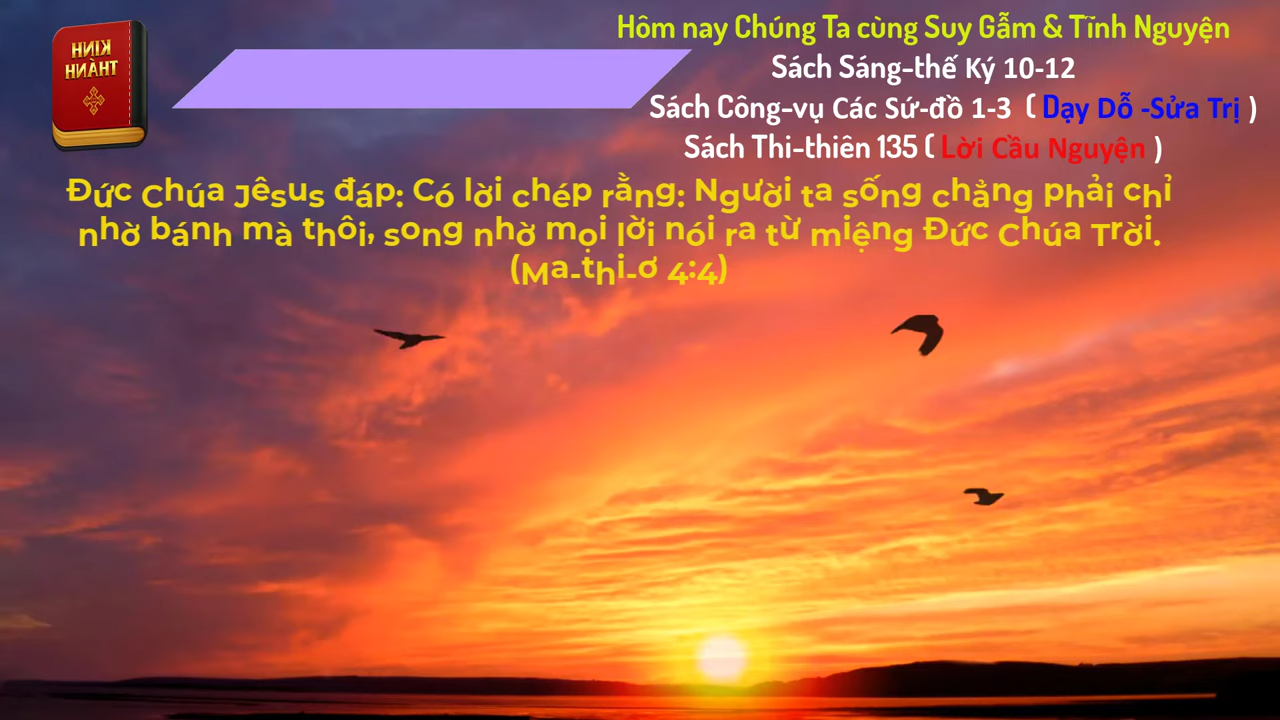 KINH
THÀNH
Hôm nay Chúng Ta cùng Suy Gẫm & Tĩnh Nguyện
Sách Sáng-thế Ký 10-12
Sách Công-vụ Các Sứ-đồ 1-3 ( Dạy Dỗ -Sửa Trị )
Sách Thi-thiên 135 ( Lời Cầu Nguyện )
Đức Chúa Jêsus đáp: Có lời chép rằng: Người ta sống chẳng phải chỉ
nhờ bánh mà thôi, song nhờ mọi lời nói ra từ miệng Đức Chúa Trời.
(Ma-thi-ơ 4:4)